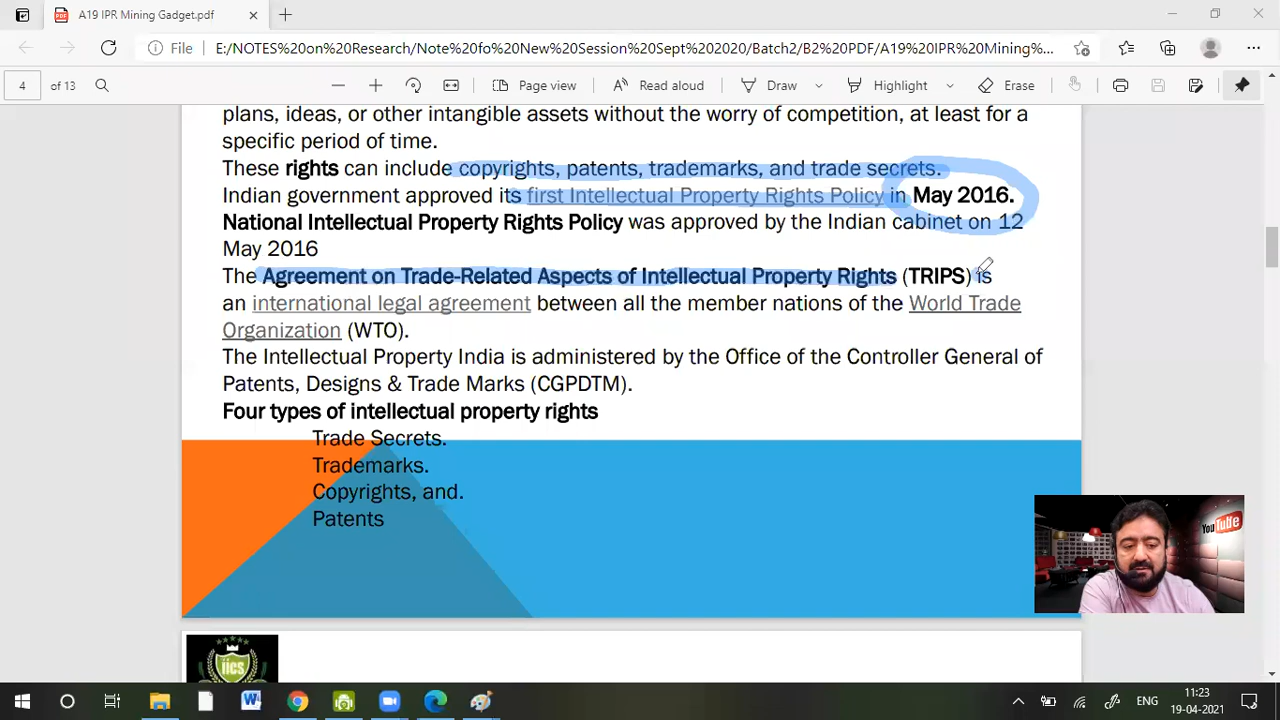 A19 IPR Mining Gadget.pdf
File E:/NOTES%20on%20Research/Note%20fo%20New%20Session%20Sept%202020/Batch2/B2%20PDF/A19%20IPR%20Mining%...
4 of 13 Page view Read aloud Draw Highlight Erase
plans, ideas, or other intangible assets without the worry of competition, at least for a
specific period of time.
These rights can include copyrights, patents, trademarks, and trade secrets.
Indian government approved its first Intellectual Property Rights Policy in May 2016.
National Intellectual Property Rights Policy was approved by the Indian cabinet on 12
May 2016
The Agreement on Trade-Related Aspects of Intellectual Property Rights (TRIPS) is
an international legal agreement between all the member nations of the World Trade
Organization (WTO).
The Intellectual Property India is administered by the Office of the Controller General of
Patents, Designs & Trade Marks (CGPDTM).
Four types of intellectual property rights
Trade Secrets.
Trademarks.
Copyrights, and.
Patents
YouTube
iics
ENG
11:23
19-04-2021